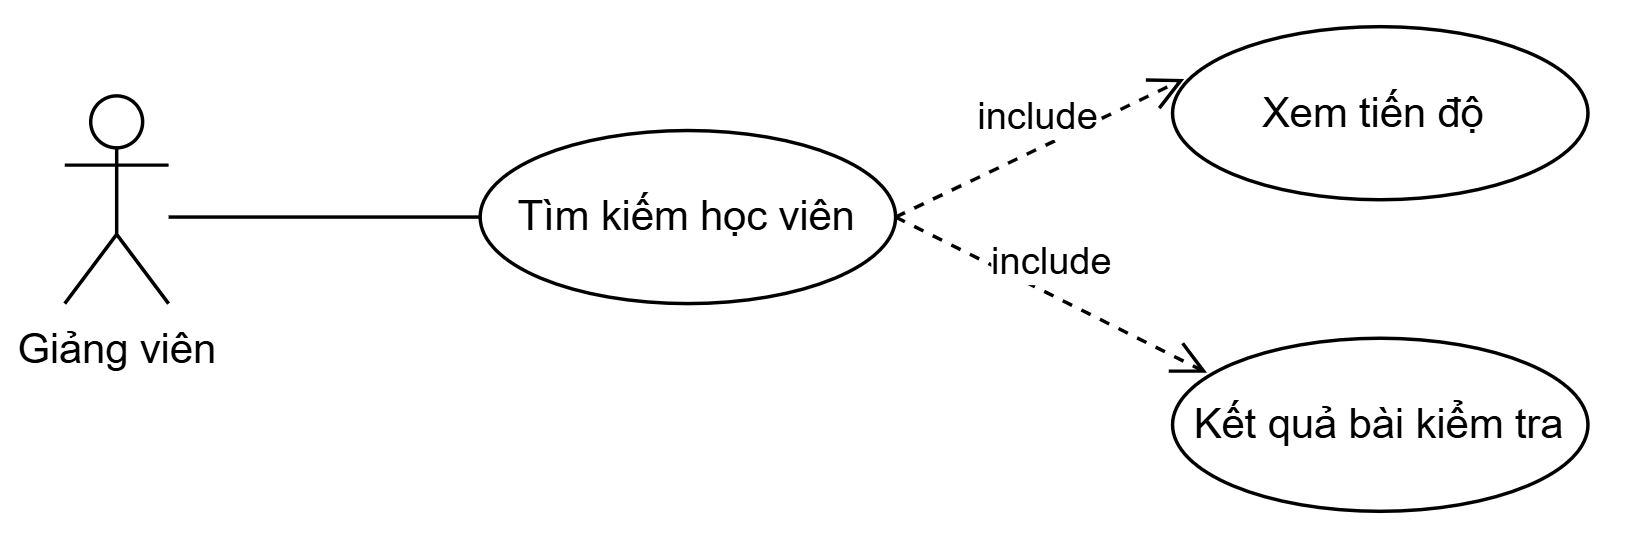 Giảng viên
Tìm kiếm học viên
include
include
Xem tiến độ
Kết quả bài kiểm tra